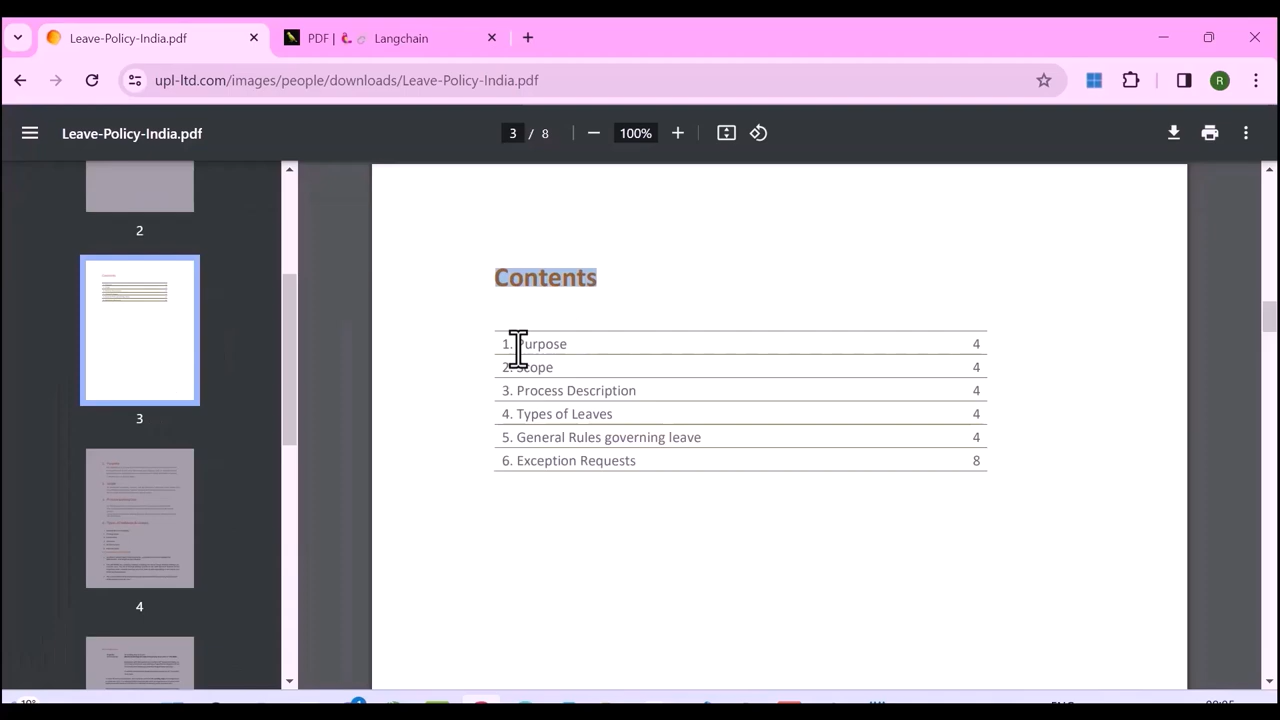 Leave-Policy-India.pdf
PDF | Langchain
upl-ltd.com/images/people/downloads/Leave-Policy-India.pdf
R
Leave-Policy-India.pdf
3 / 8
100%
2
3
4
Contents
1. Purpose 4
2. Scope 4
3. Process Description 4
4. Types of Leaves 4
5. General Rules governing leave 4
6. Exception Requests 8